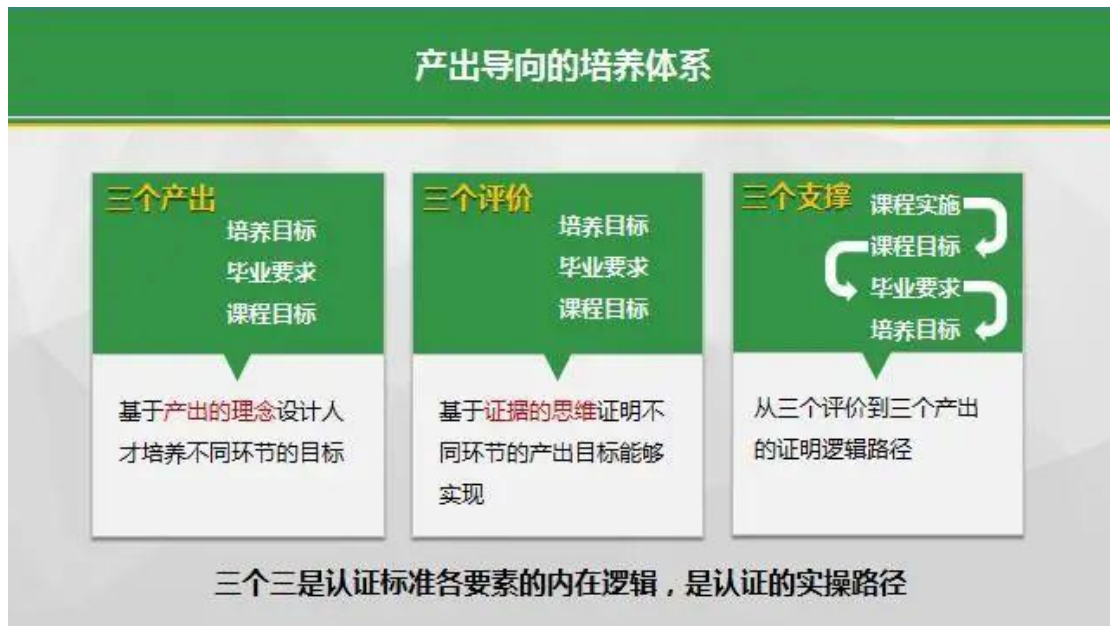 产出导向的培养体系
三个产出
培养目标
毕业要求
课程目标
基于产出的理念设计人
才培养不同环节的目标
三个评价
培养目标
毕业要求
课程目标
基于证据的思维证明不
同环节的产出目标能够
实现
三个支撑
课程实施
课程目标
毕业要求
培养目标
从三个评价到三个产出
的证明逻辑路径
三个三是认证标准各要素的内在逻辑，是认证的实操路径